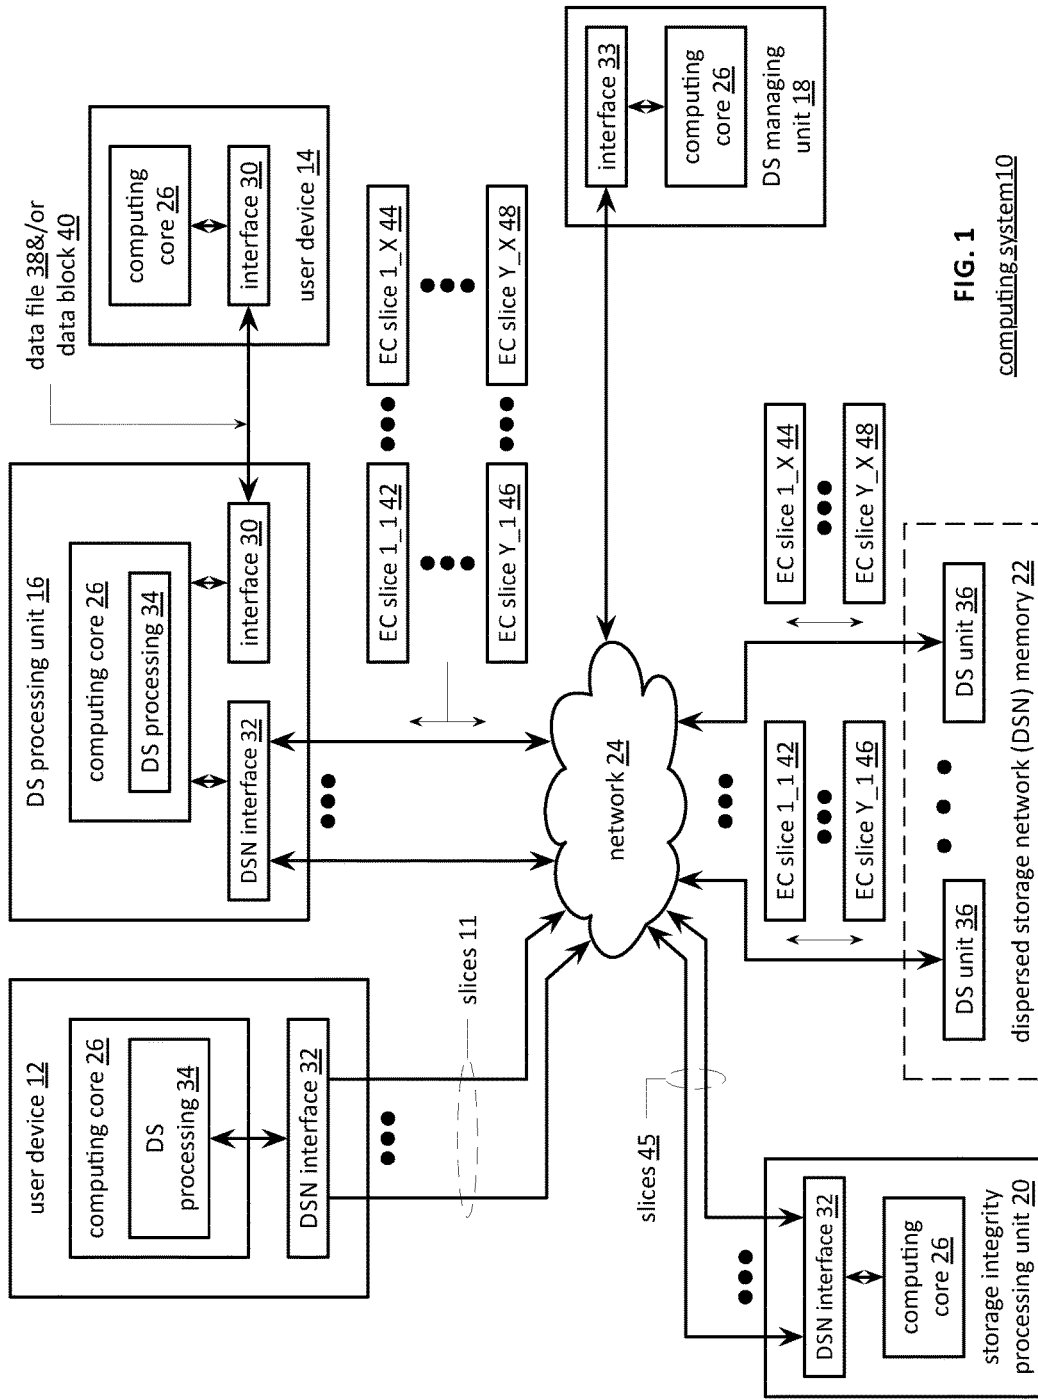 user device 12
computing core 26
DS
processing 34
DSN interface 32
slices 11
DS processing unit 16
computing core 26
DS processing 34
DSN interface 32
interface 30
data file 38&/or
data block 40
computing
core 26
interface 30
user device 14
EC slice 1_1 42
EC slice 1_X 44
EC slice Y_1 46
EC slice Y_X 48
network 24
interface 33
computing
core 26
DS managing
unit 18
slices 45
DSN interface 32
computing
core 26
storage integrity
processing unit 20
EC slice 1_1 42
EC slice Y_1 46
EC slice 1_X 44
EC slice Y_X 48
DS unit 36
DS unit 36
dispersed storage network (DSN) memory 22
FIG. 1
computing system10